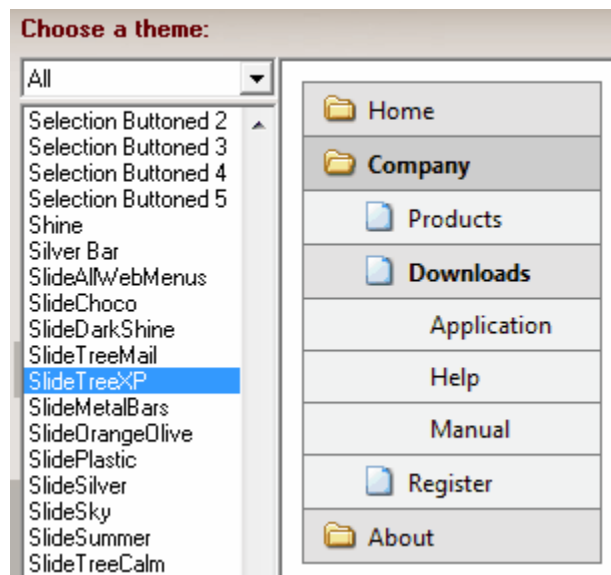 Choose a theme:
All
Selection Buttoned 2
Selection Buttoned 3
Selection Buttoned 4
Selection Buttoned 5
Shine
Silver Bar
SlideAllWebMenus
SlideChoco
SlideDarkShine
SlideTreeMail
SlideTreeXP
SlideMetalBars
SlideOrangeOlive
SlidePlastic
SlideSilver
SlideSky
SlideSummer
SlideTreeCalm
Home
Company
Products
Downloads
Application
Help
Manual
Register
About